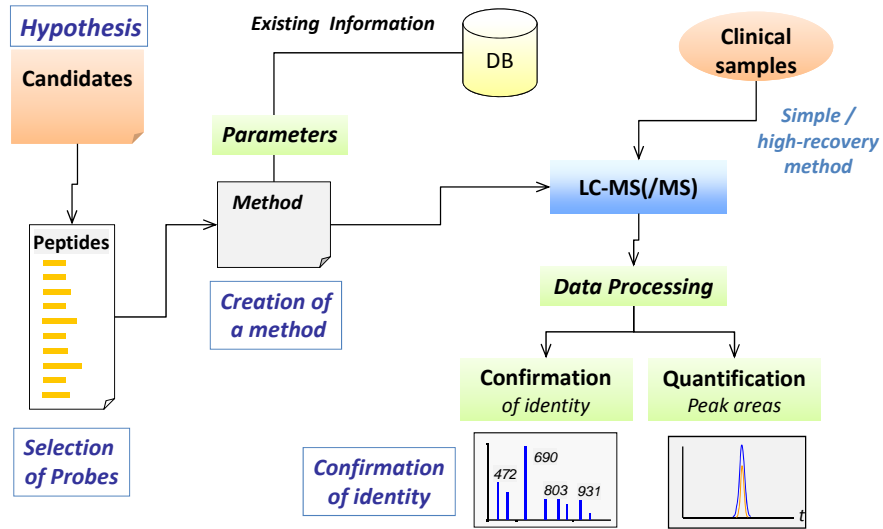 Hypothesis
Candidates
Existing Information
DB
Clinical
samples
Parameters
Simple /
high-recovery
method
Method
LC-MS(/MS)
Peptides
Creation of
a method
Data Processing
Confirmation
of identity
Quantification
Peak areas
Selection
of Probes
Confirmation
of identity
472
690
803
931
t